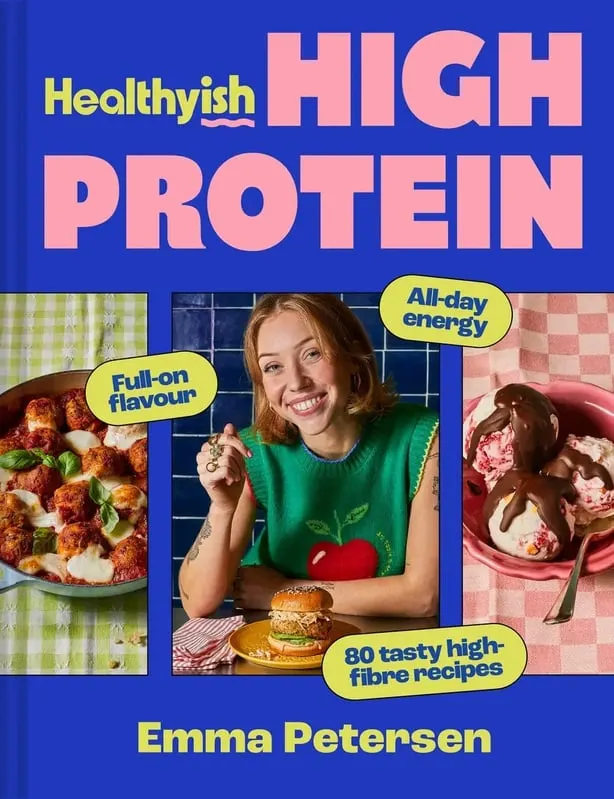 Healthyish HIGH
PROTEIN
All-day
energy
Full-on
flavour
80 tasty high-
fibre recipes
Emma Petersen